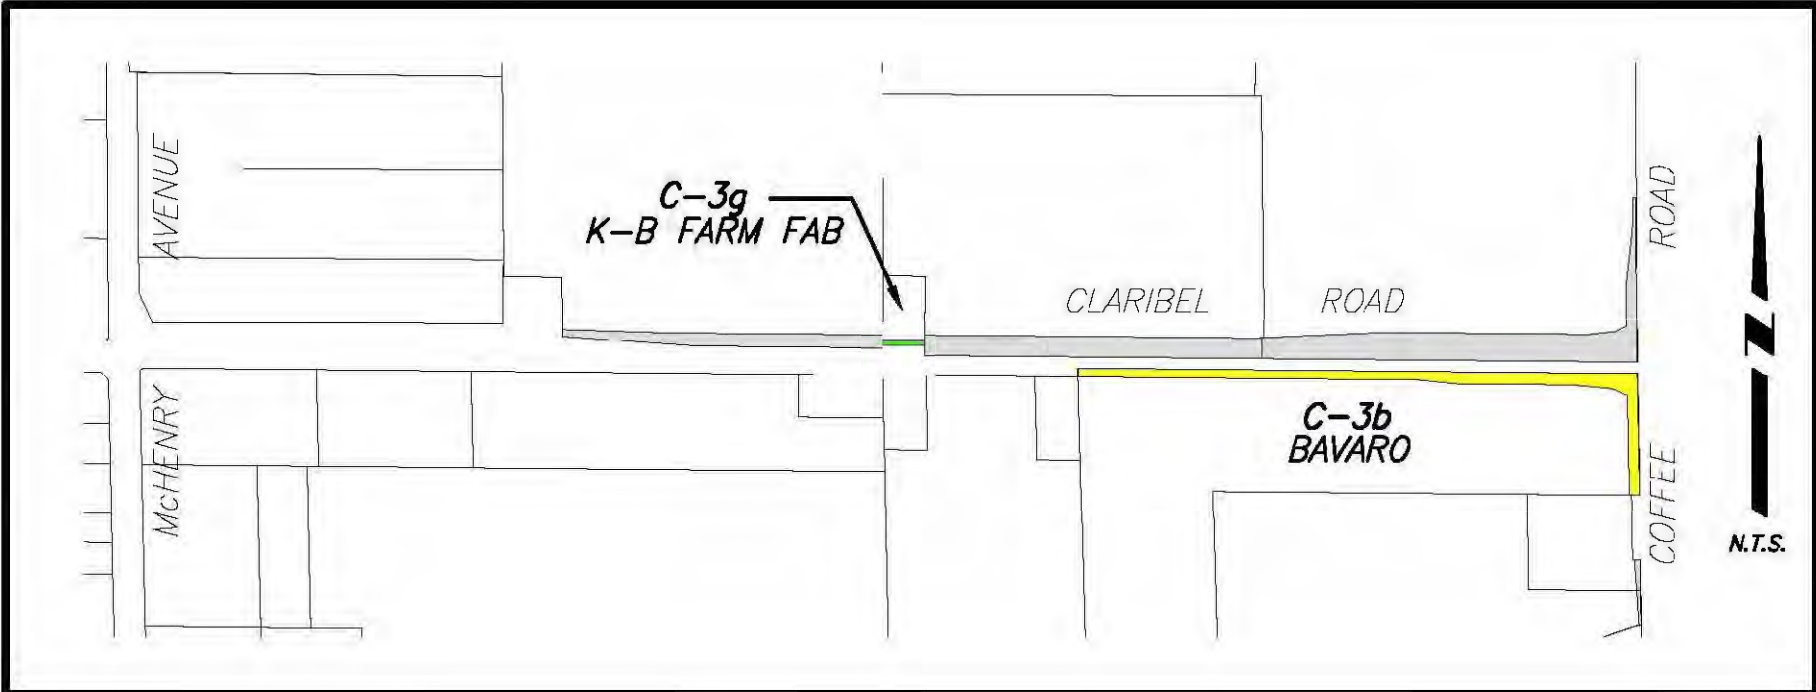 AVENUE
C-3g
K-B FARM FAB
CLARIBEL ROAD
ROAD
McHENRY
C-3b
BAVARO
COFFEE
N
N.T.S.